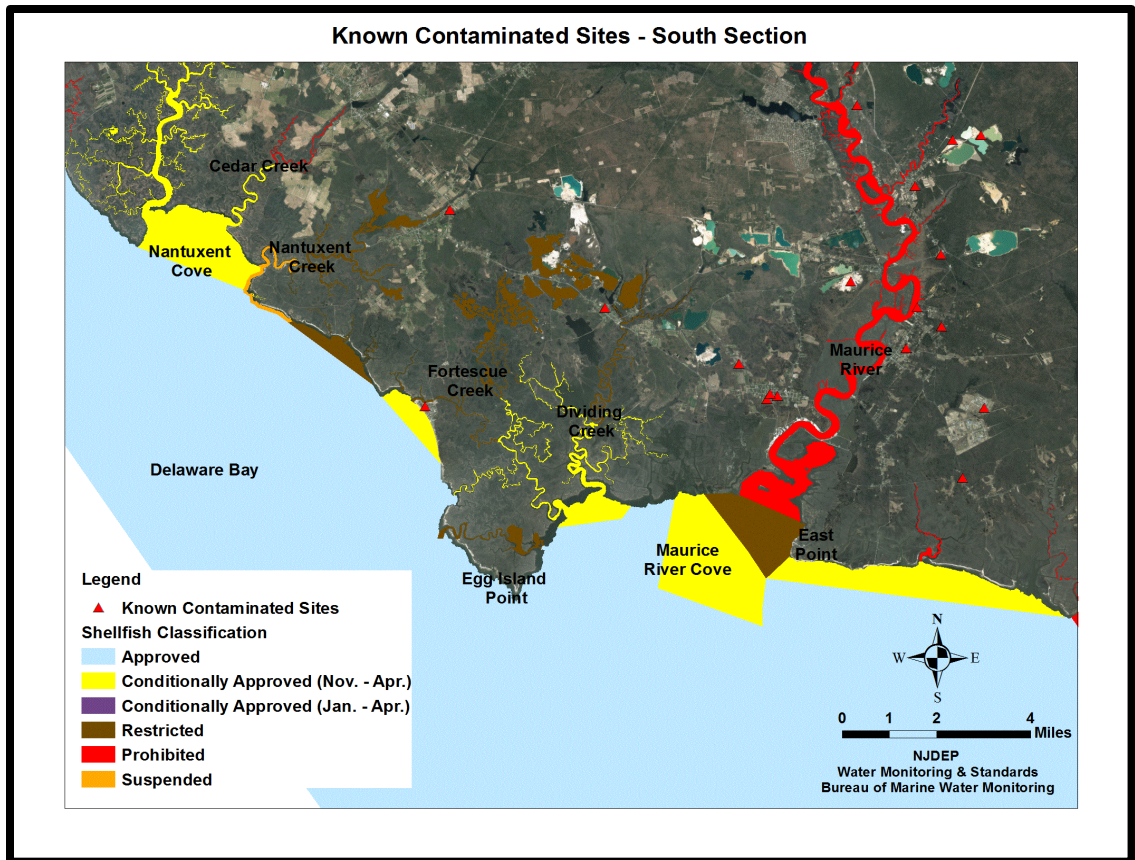 Known Contaminated Sites - South Section
Cedar Creek
Nantuxent
Cove
Nantuxent
Creek
Maurice
River
Fortescue
Creek
Dividing
Creek
Delaware Bay
East
Point
Maurice
River Cove
Egg Island
Point
Legend
Known Contaminated Sites
Shellfish Classification
Approved
Conditionally Approved (Nov. - Apr.)
Conditionally Approved (Jan. - Apr.)
Restricted
Prohibited
Suspended
N
W E
S
0 1 2 4
Miles
NJDEP
Water Monitoring & Standards
Bureau of Marine Water Monitoring